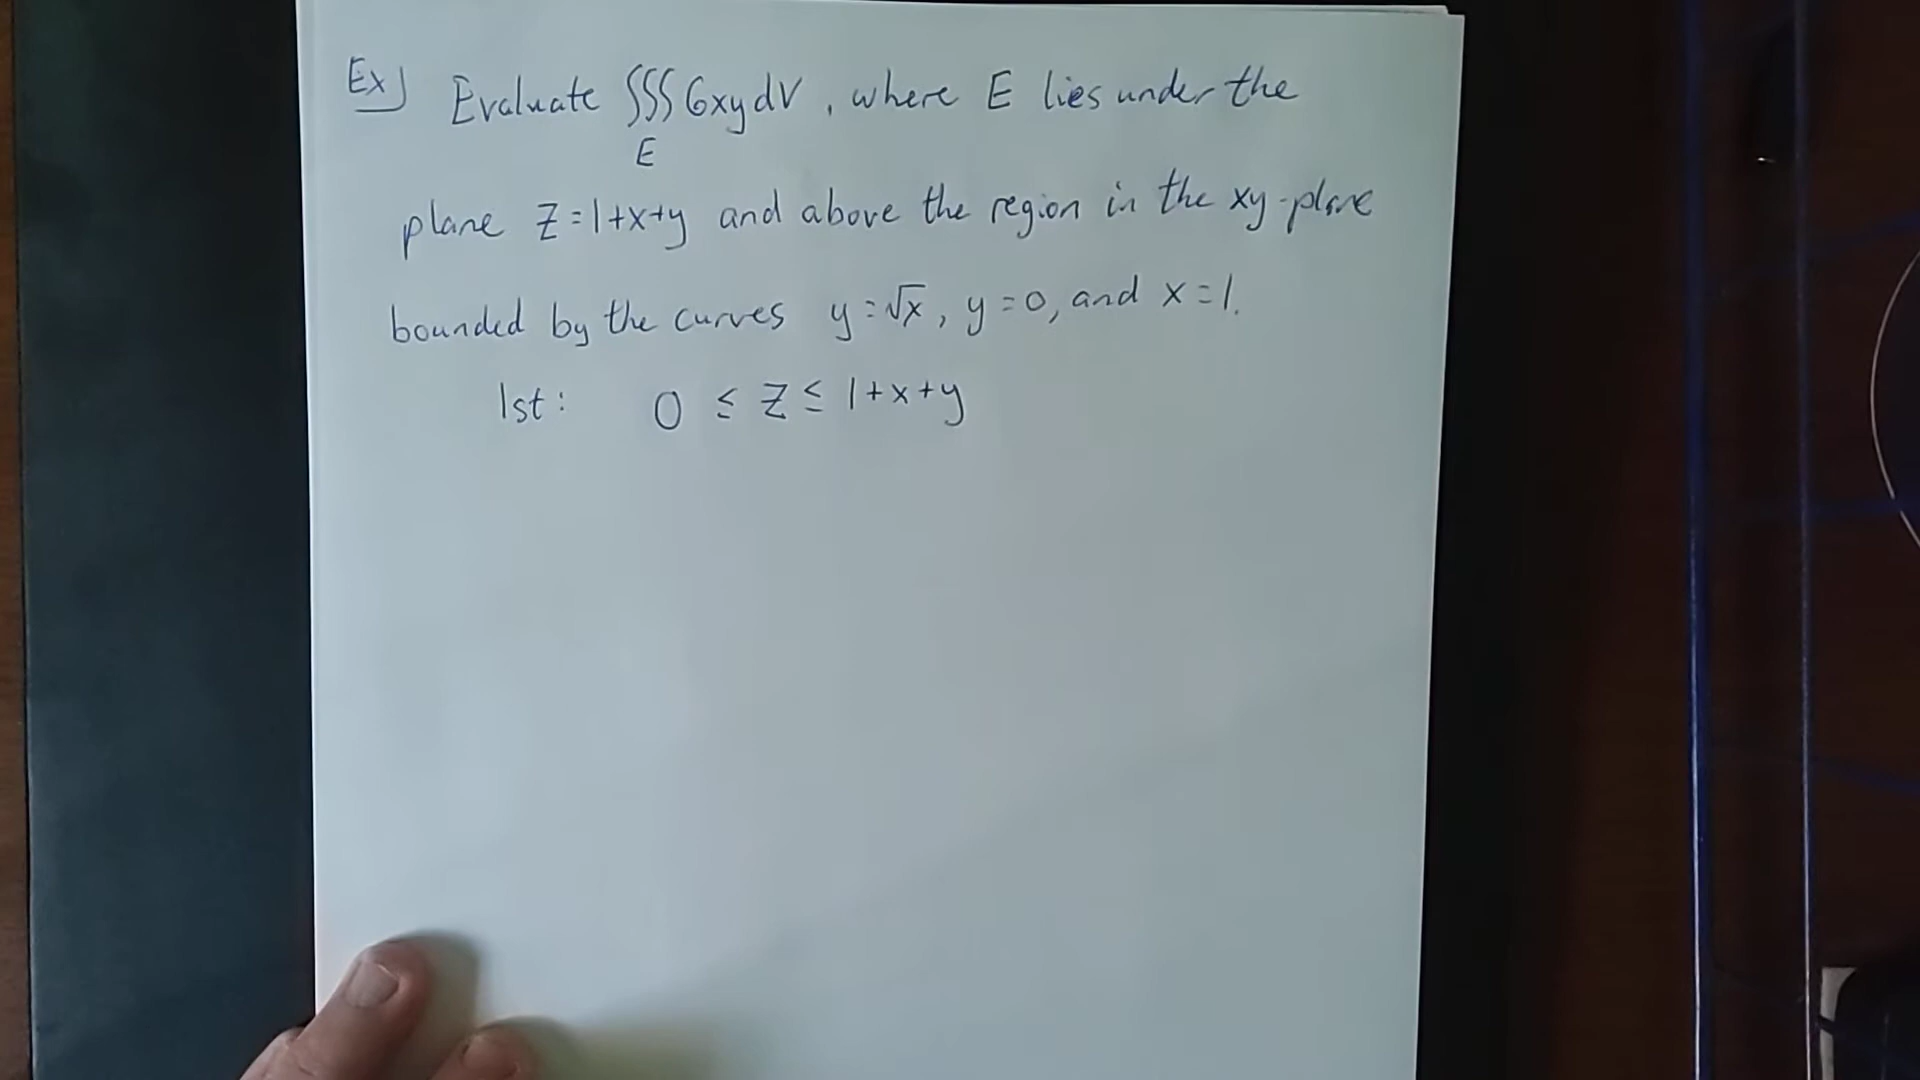 Ex) Evaluate ∭ 6xy dV, where E lies under the
E
plane z=1+x+y and above the region in the xy-plane
bounded by the curves y=√x, y=0, and x=1.
1st: 0 ≤ z ≤ 1+x+y